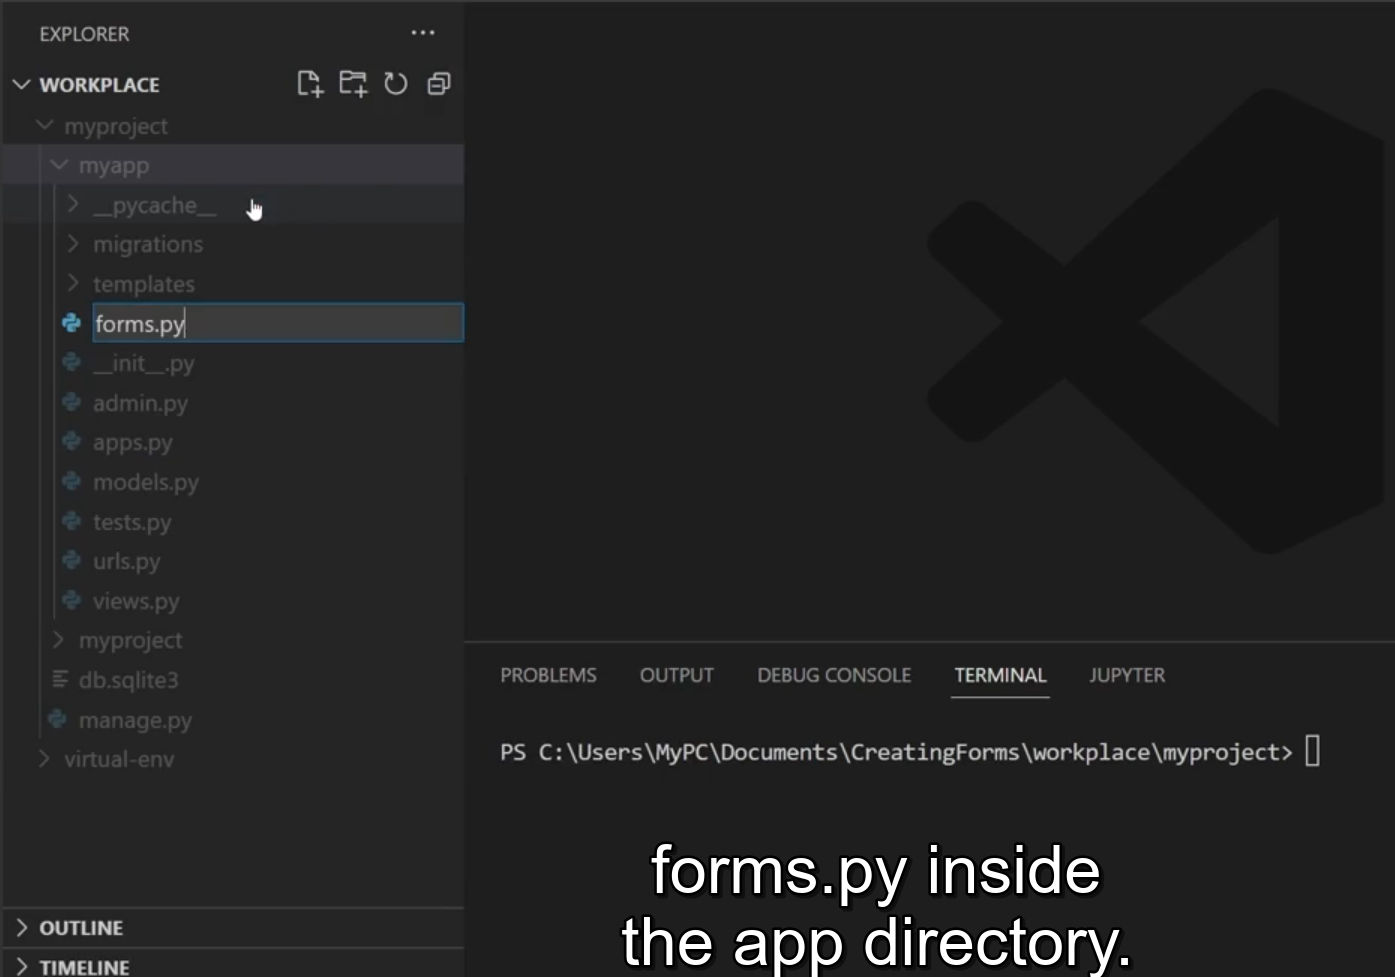 EXPLORER
WORKPLACE
myproject
myapp
__pycache__
migrations
templates
forms.py
__init__.py
admin.py
apps.py
models.py
tests.py
urls.py
views.py
myproject
db.sqlite3
manage.py
virtual-env
OUTLINE
TIMELINE
PROBLEMS OUTPUT DEBUG CONSOLE TERMINAL JUPYTER
PS C:\Users\MyPC\Documents\CreatingForms\workplace\myproject>
forms.py inside
the app directory.